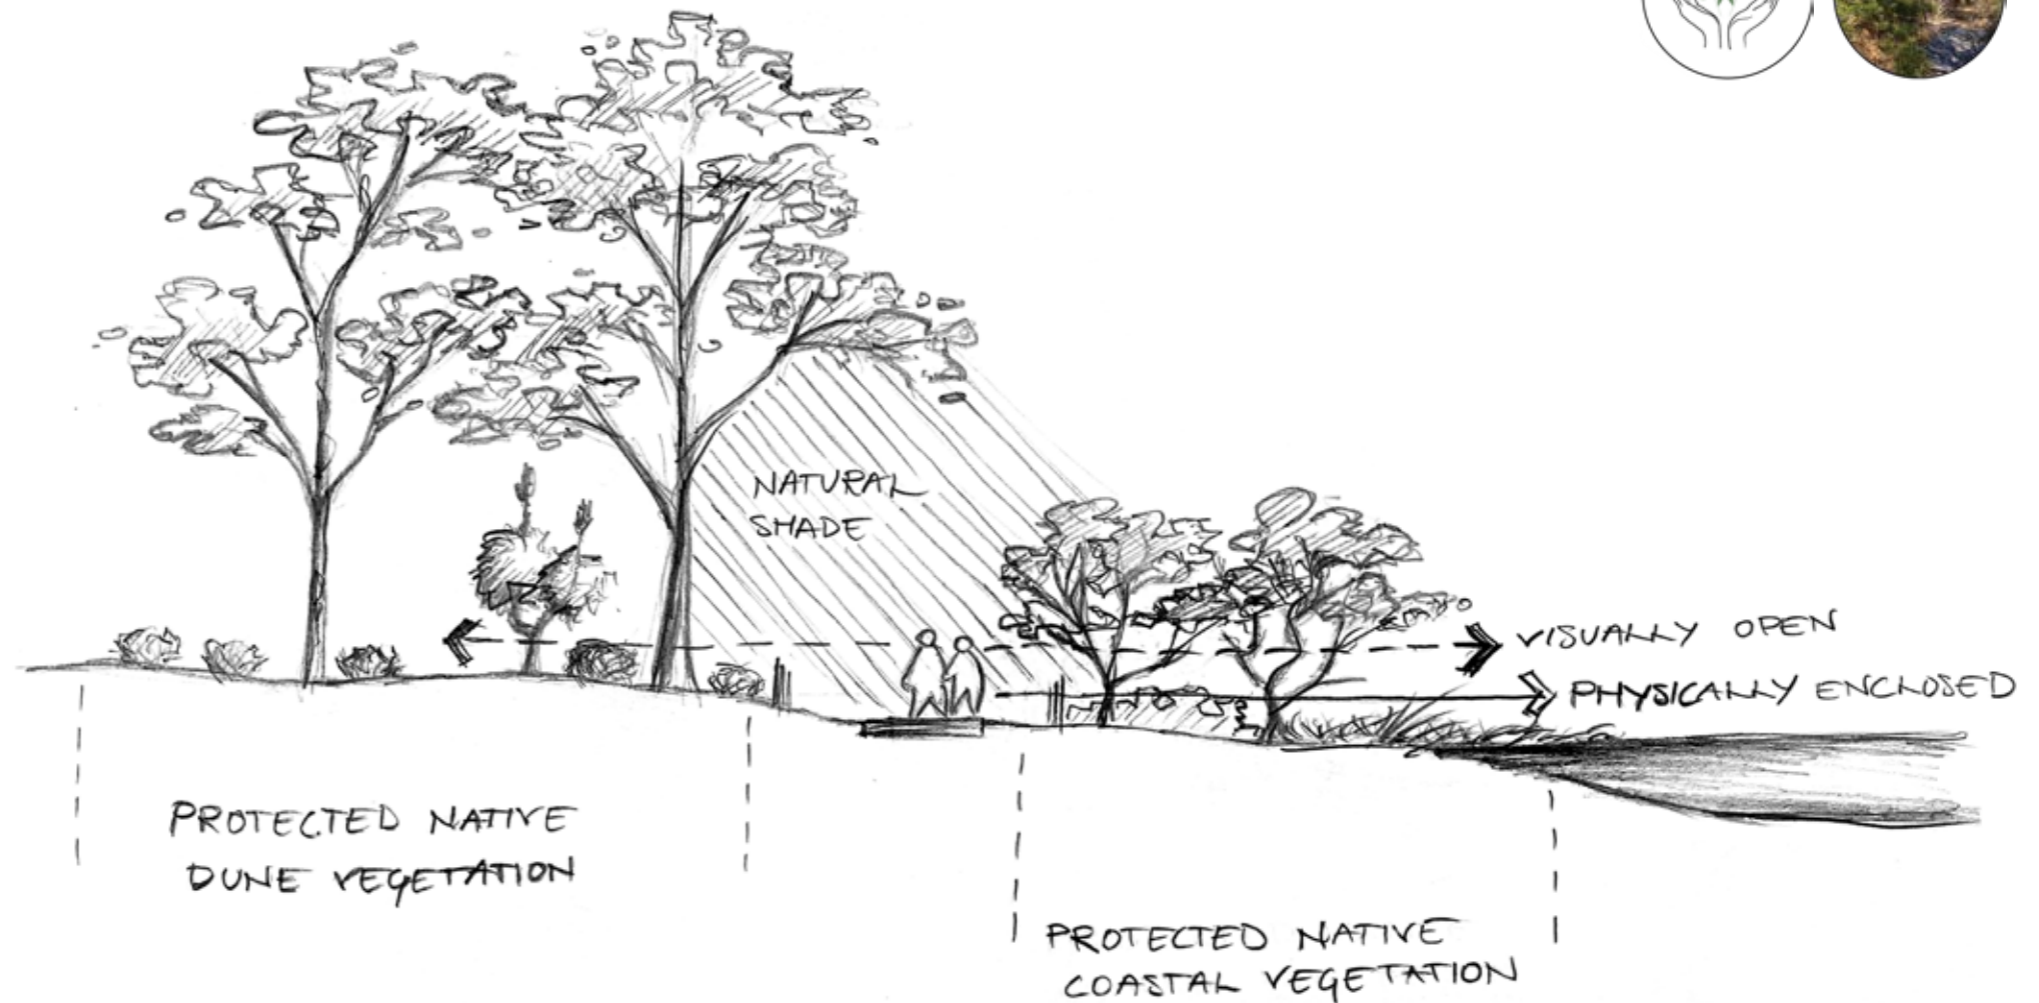 NATURAL
SHADE
VISUALLY OPEN
PHYSICALLY ENCLOSED
PROTECTED NATIVE
DUNE VEGETATION
PROTECTED NATIVE
COASTAL VEGETATION